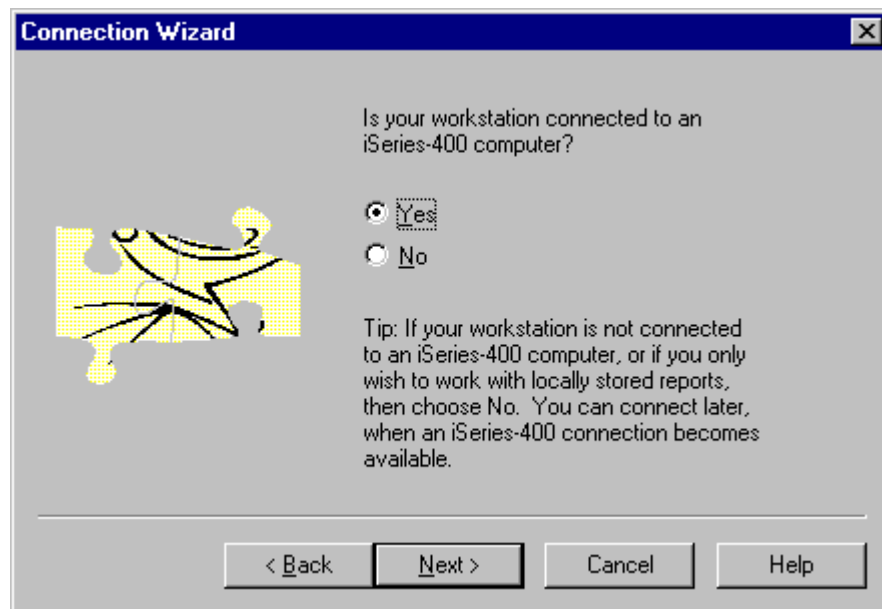 Connection Wizard
Is your workstation connected to an
iSeries-400 computer?
Yes
No
Tip: If your workstation is not connected
to an iSeries-400 computer, or if you only
wish to work with locally stored reports,
then choose No.  You can connect later,
when an iSeries-400 connection becomes
available.
< Back
Next >
Cancel
Help